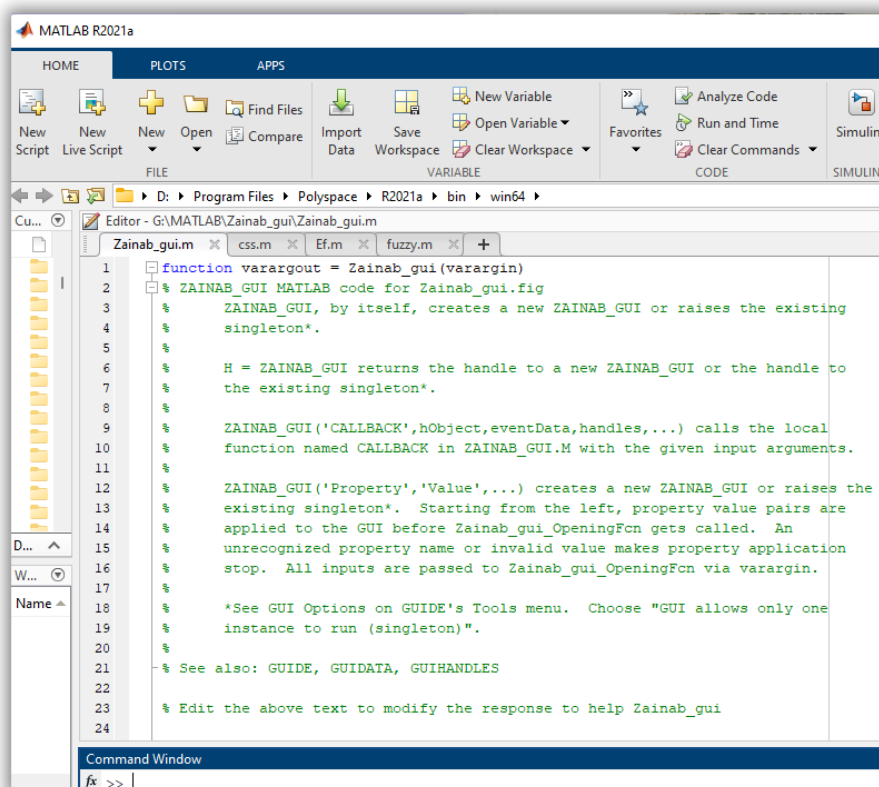 MATLAB R2021a
HOME PLOTS APPS
New Script
New Live Script
New
Open
Find Files
Compare
FILE
Import Data
Save Workspace
New Variable
Open Variable
Clear Workspace
VARIABLE
Favorites
Analyze Code
Run and Time
Clear Commands
CODE
Simulin
SIMULIN
D: Program Files Polyspace R2021a bin win64
Cu...
Editor - G:\MATLAB\Zainab_gui\Zainab_gui.m
Zainab_gui.m css.m Ef.m fuzzy.m +
1 function varargout = Zainab_gui(varargin)
2 % ZAINAB_GUI MATLAB code for Zainab_gui.fig
3 % ZAINAB_GUI, by itself, creates a new ZAINAB_GUI or raises the existing
4 % singleton*.
5 %
6 % H = ZAINAB_GUI returns the handle to a new ZAINAB_GUI or the handle to
7 % the existing singleton*.
8 %
9 % ZAINAB_GUI('CALLBACK',hObject,eventData,handles,...) calls the local
10 % function named CALLBACK in ZAINAB_GUI.M with the given input arguments.
11 %
12 % ZAINAB_GUI('Property','Value',...) creates a new ZAINAB_GUI or raises the
13 % existing singleton*.  Starting from the left, property value pairs are
14 % applied to the GUI before Zainab_gui_OpeningFcn gets called.  An
15 % unrecognized property name or invalid value makes property application
16 % stop.  All inputs are passed to Zainab_gui_OpeningFcn via varargin.
17 %
18 % *See GUI Options on GUIDE's Tools menu.  Choose "GUI allows only one
19 % instance to run (singleton)".
20 %
21 % See also: GUIDE, GUIDATA, GUIHANDLES
22
23 % Edit the above text to modify the response to help Zainab_gui
24
D...
W...
Name
Command Window
fx >>